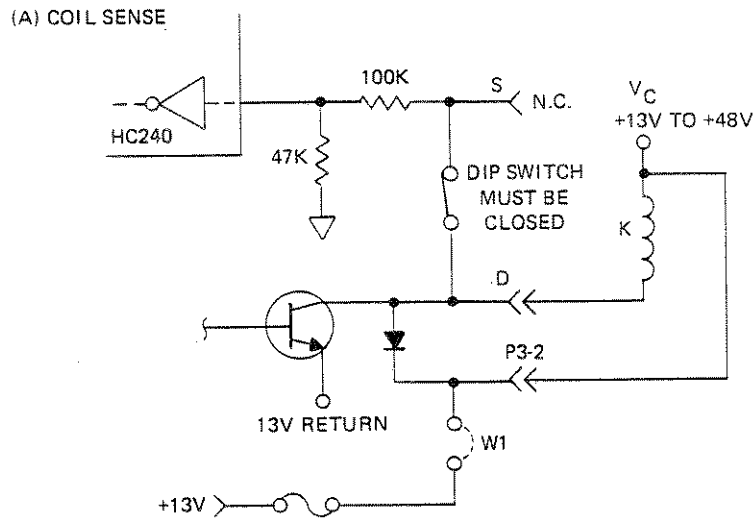 (A) COIL SENSE
HC240
100K
47K
S
N.C.
V_C
+13V TO +48V
DIP SWITCH
MUST BE
CLOSED
K
D
P3-2
13V RETURN
W1
+13V